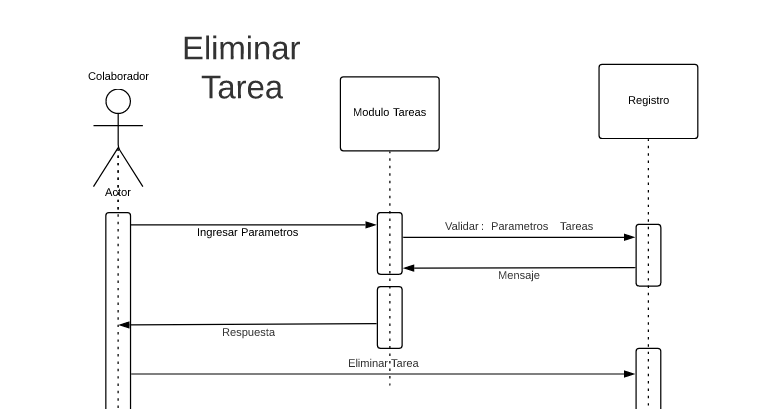 Eliminar
Tarea
Colaborador
Modulo Tareas
Registro
Actor
Ingresar Parametros
Validar : Parametros Tareas
Mensaje
Respuesta
Eliminar Tarea